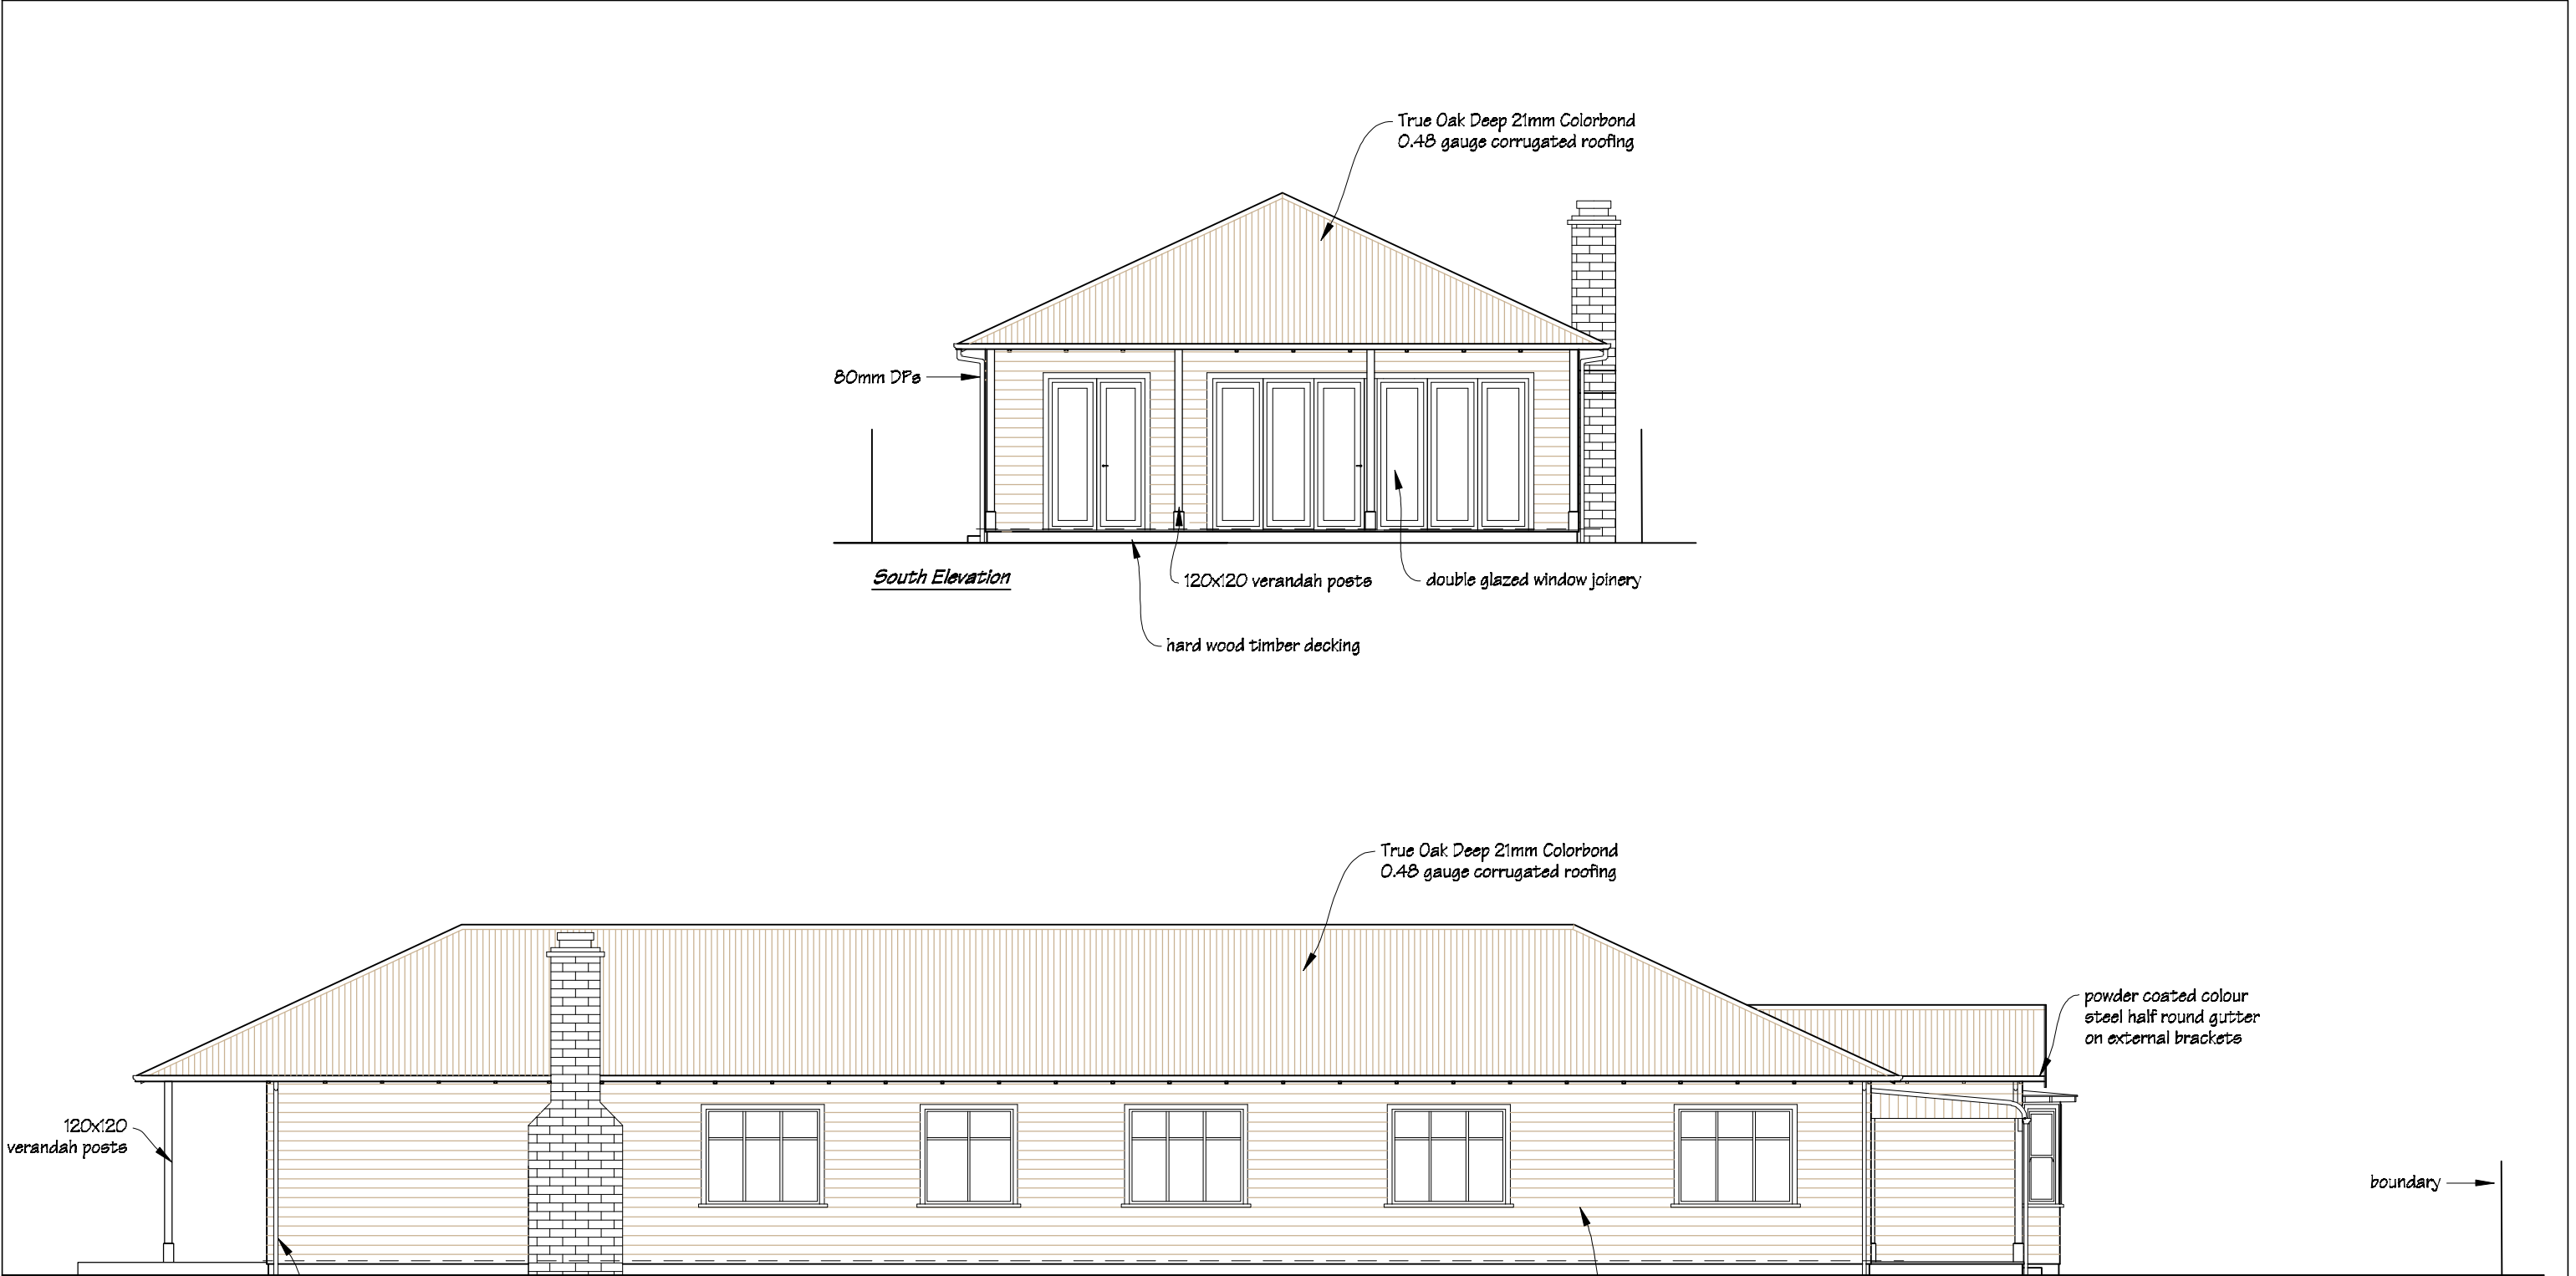 True Oak Deep 21mm Colorbond
0.48 gauge corrugated roofing
80mm DPs
South Elevation
120x120 verandah posts
double glazed window joinery
hard wood timber decking
True Oak Deep 21mm Colorbond
0.48 gauge corrugated roofing
powder coated colour
steel half round gutter
on external brackets
120x120
verandah posts
boundary